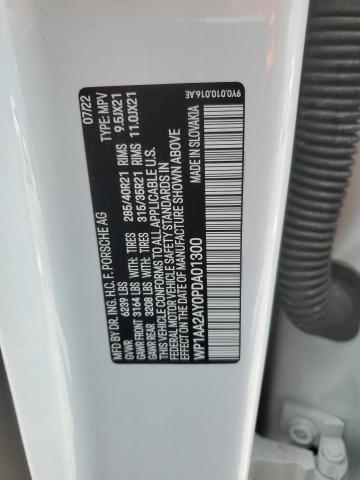 MFD BY DR. ING. H.C. F. PORSCHE AG 07/22
GVWR 6239 LBS TYPE: MPV
GAWR FRT 3164 LBS WITH: TIRES 285/40R21 RIMS 9.5JX21
GAWR REAR 3208 LBS WITH: TIRES 315/35R21 RIMS 11.0JX21
THIS VEHICLE CONFORMS TO ALL APPLICABLE U.S.
FEDERAL MOTOR VEHICLE SAFETY STANDARDS IN
EFFECT ON THE DATE OF MANUFACTURE SHOWN ABOVE
WP1AA2AY0PDA01300 MADE IN SLOVAKIA
9Y0.010.016.AE